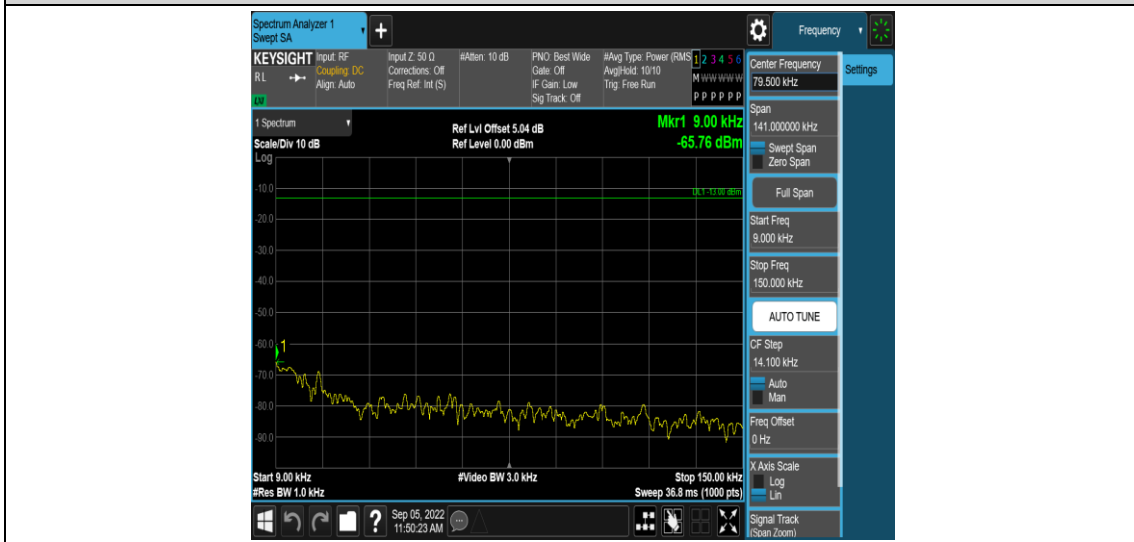 Spectrum Analyzer 1
Swept SA
+
Frequency
KEYSIGHT
RL
LXI
Input: RF
Coupling: DC
Align: Auto
Input Z: 50 Ω
Corrections: Off
Freq Ref: Int (S)
#Atten: 10 dB
PNO: Best Wide
Gate: Off
IF Gain: Low
Sig Track: Off
#Avg Type: Power (RMS
Avg|Hold: 10/10
Trig: Free Run
1 2 3 4 5 6
M W W W W W
P P P P P P
1 Spectrum
Scale/Div 10 dB
Log
Ref Lvl Offset 5.04 dB
Ref Level 0.00 dBm
Mkr1 9.00 kHz
-65.76 dBm
DL1 -13.00 dBm
-10.0
-20.0
-30.0
-40.0
-50.0
-60.0
1
-70.0
-80.0
-90.0
Start 9.00 kHz
#Res BW 1.0 kHz
#Video BW 3.0 kHz
Stop 150.00 kHz
Sweep 36.8 ms (1000 pts)
Sep 05, 2022
11:50:23 AM
?
Center Frequency
79.500 kHz
Span
141.000000 kHz
Swept Span
Zero Span
Full Span
Start Freq
9.000 kHz
Stop Freq
150.000 kHz
AUTO TUNE
CF Step
14.100 kHz
Auto
Man
Freq Offset
0 Hz
X Axis Scale
Log
Lin
Signal Track
(Span Zoom)
Settings